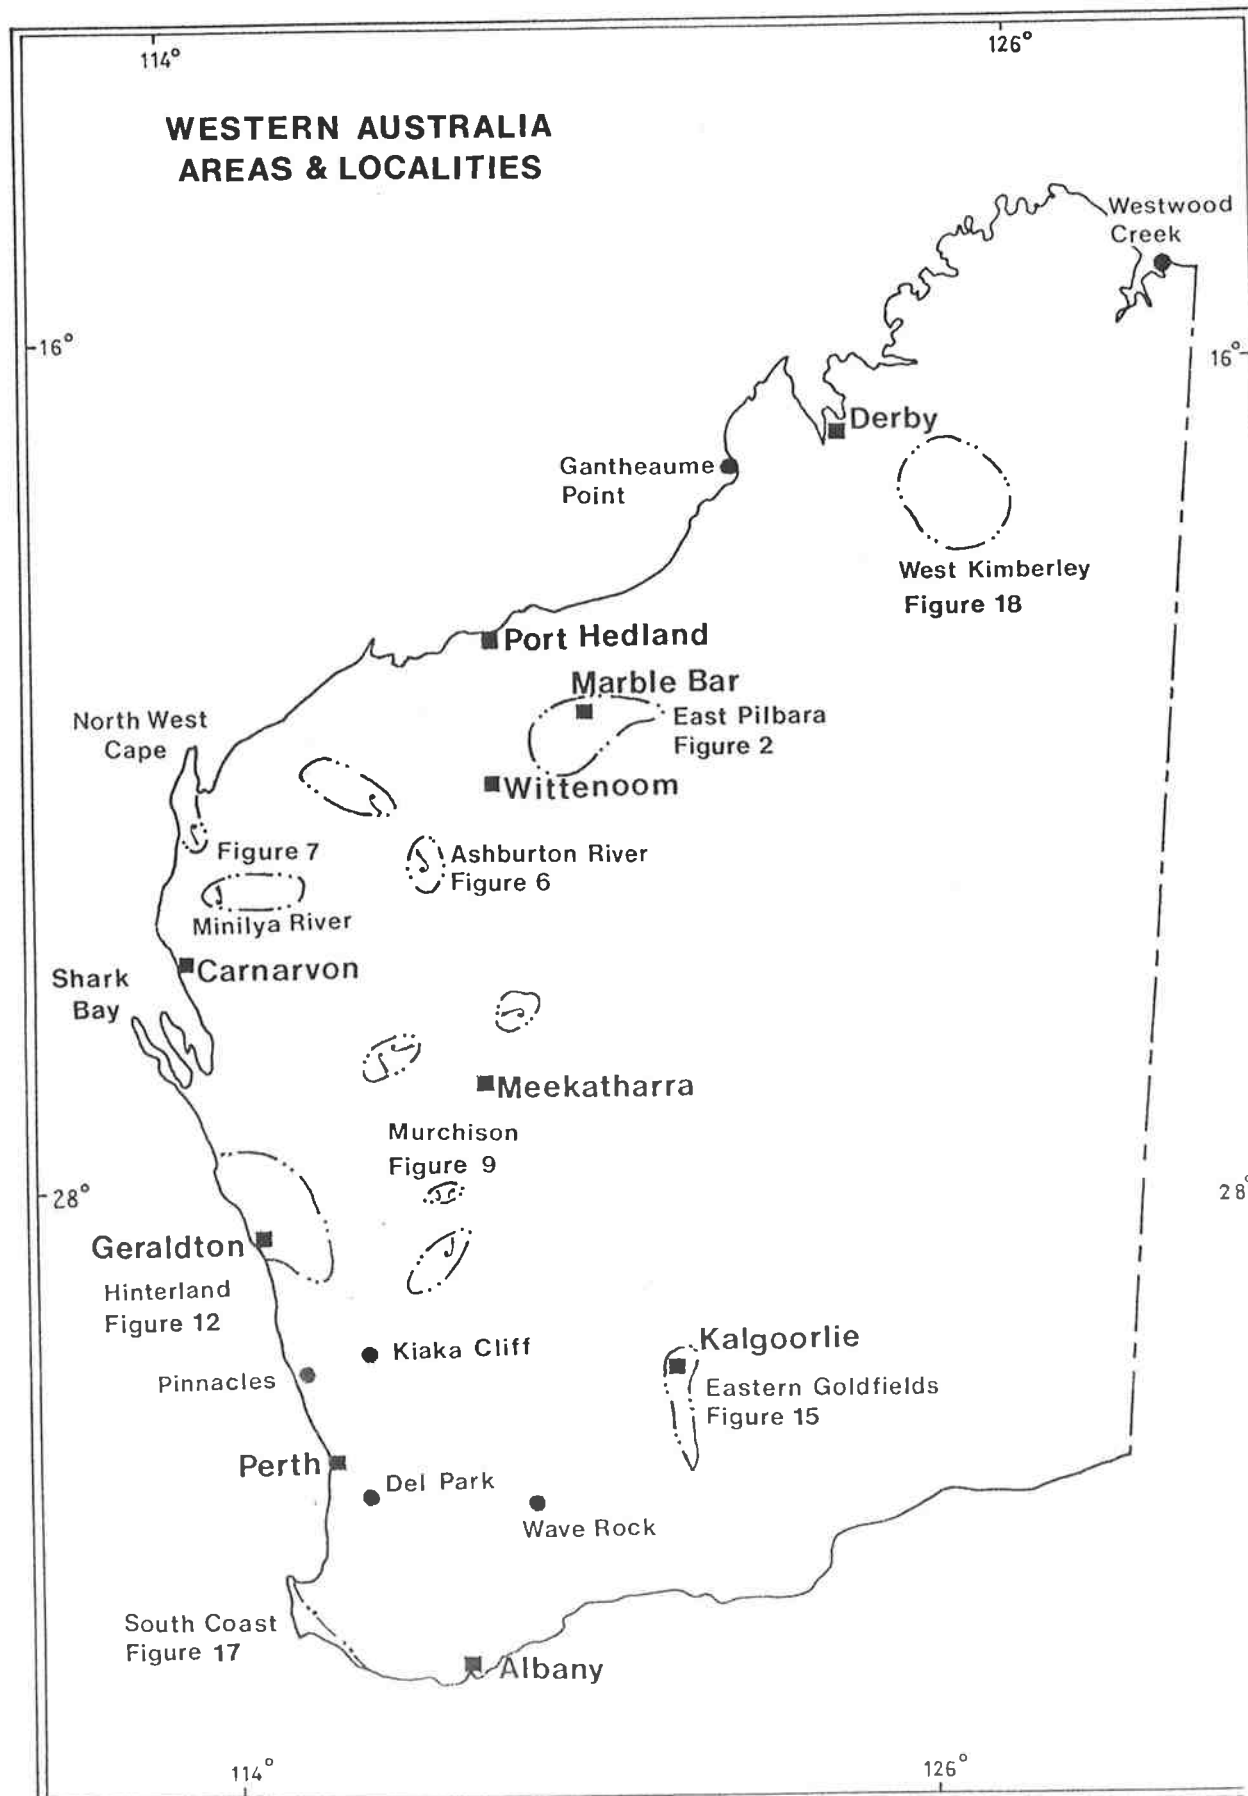 114°
126°
WESTERN AUSTRALIA
AREAS & LOCALITIES
Westwood
Creek
16°
16°
Derby
Gantheaume
Point
West Kimberley
Figure 18
Port Hedland
Marble Bar
North West
Cape
East Pilbara
Figure 2
Wittenoom
Figure 7
Ashburton River
Figure 6
Minilya River
Carnarvon
Shark
Bay
Meekatharra
Murchison
Figure 9
28°
28°
Geraldton
Hinterland
Figure 12
Kiaka Cliff
Kalgoorlie
Pinnacles
Eastern Goldfields
Figure 15
Perth
Del Park
Wave Rock
South Coast
Figure 17
Albany
114°
126°